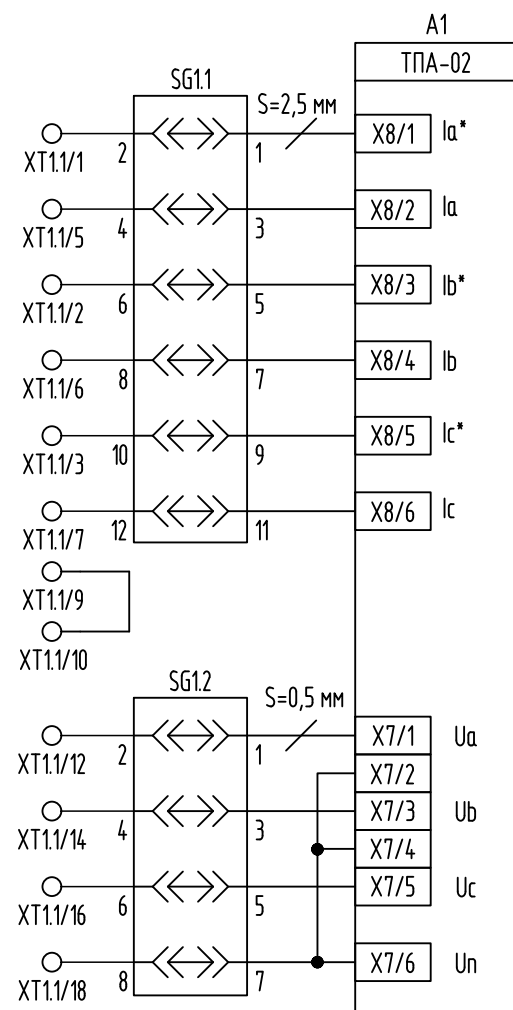 A1
ТПА-02
SG1.1
S=2,5 мм
XT1.1/1
2
1
X8/1
Ia*
XT1.1/5
4
3
X8/2
Ia
XT1.1/2
6
5
X8/3
Ib*
XT1.1/6
8
7
X8/4
Ib
XT1.1/3
10
9
X8/5
Ic*
XT1.1/7
12
11
X8/6
Ic
XT1.1/9
XT1.1/10
SG1.2
S=0,5 мм
XT1.1/12
2
1
X7/1
Ua
X7/2
XT1.1/14
4
3
X7/3
Ub
X7/4
XT1.1/16
6
5
X7/5
Uc
XT1.1/18
8
7
X7/6
Un